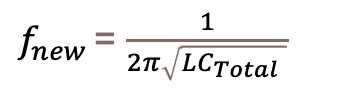 f_new = 1 / (2π√(LC_Total))